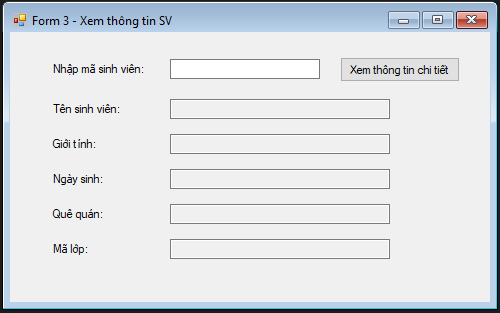 Form 3 - Xem thông tin SV
Nhập mã sinh viên:
Xem thông tin chi tiết
Tên sinh viên:
Giới tính:
Ngày sinh:
Quê quán:
Mã lớp: